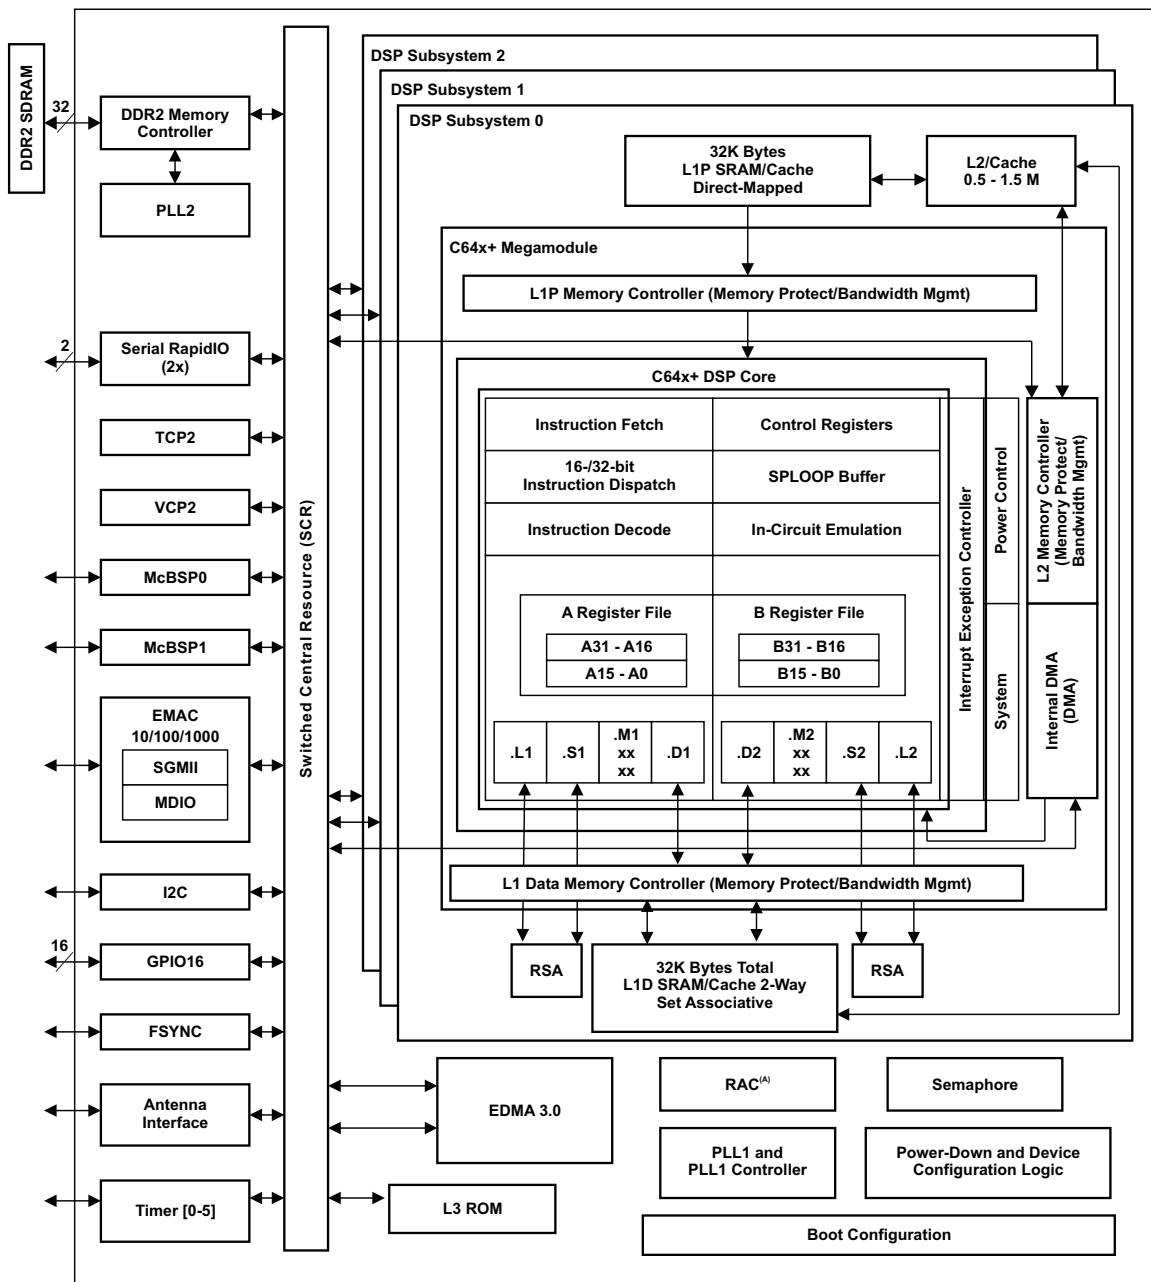 DSP Subsystem 2
DSP Subsystem 1
DSP Subsystem 0
DDR2 SDRAM
32
DDR2 Memory
Controller
PLL2
2
Serial RapidIO
(2x)
TCP2
VCP2
McBSP0
McBSP1
EMAC
10/100/1000
SGMII
MDIO
I2C
16
GPIO16
FSYNC
Antenna
Interface
Timer [0-5]
Switched Central Resource (SCR)
32K Bytes
L1P SRAM/Cache
Direct-Mapped
L2/Cache
0.5 - 1.5 M
C64x+ Megamodule
L1P Memory Controller (Memory Protect/Bandwidth Mgmt)
C64x+ DSP Core
Instruction Fetch
Control Registers
16-/32-bit
Instruction Dispatch
SPLOOP Buffer
Instruction Decode
In-Circuit Emulation
A Register File
A31 - A16
A15 - A0
B Register File
B31 - B16
B15 - B0
.L1
.S1
.M1
xx
xx
.D1
.D2
.M2
xx
xx
.S2
.L2
Interrupt Exception Controller
Power Control
System
L2 Memory Controller
(Memory Protect/
Bandwidth Mgmt)
Internal DMA
(DMA)
L1 Data Memory Controller (Memory Protect/Bandwidth Mgmt)
RSA
32K Bytes Total
L1D SRAM/Cache 2-Way
Set Associative
RSA
EDMA 3.0
L3 ROM
RAC(A)
Semaphore
PLL1 and
PLL1 Controller
Power-Down and Device
Configuration Logic
Boot Configuration